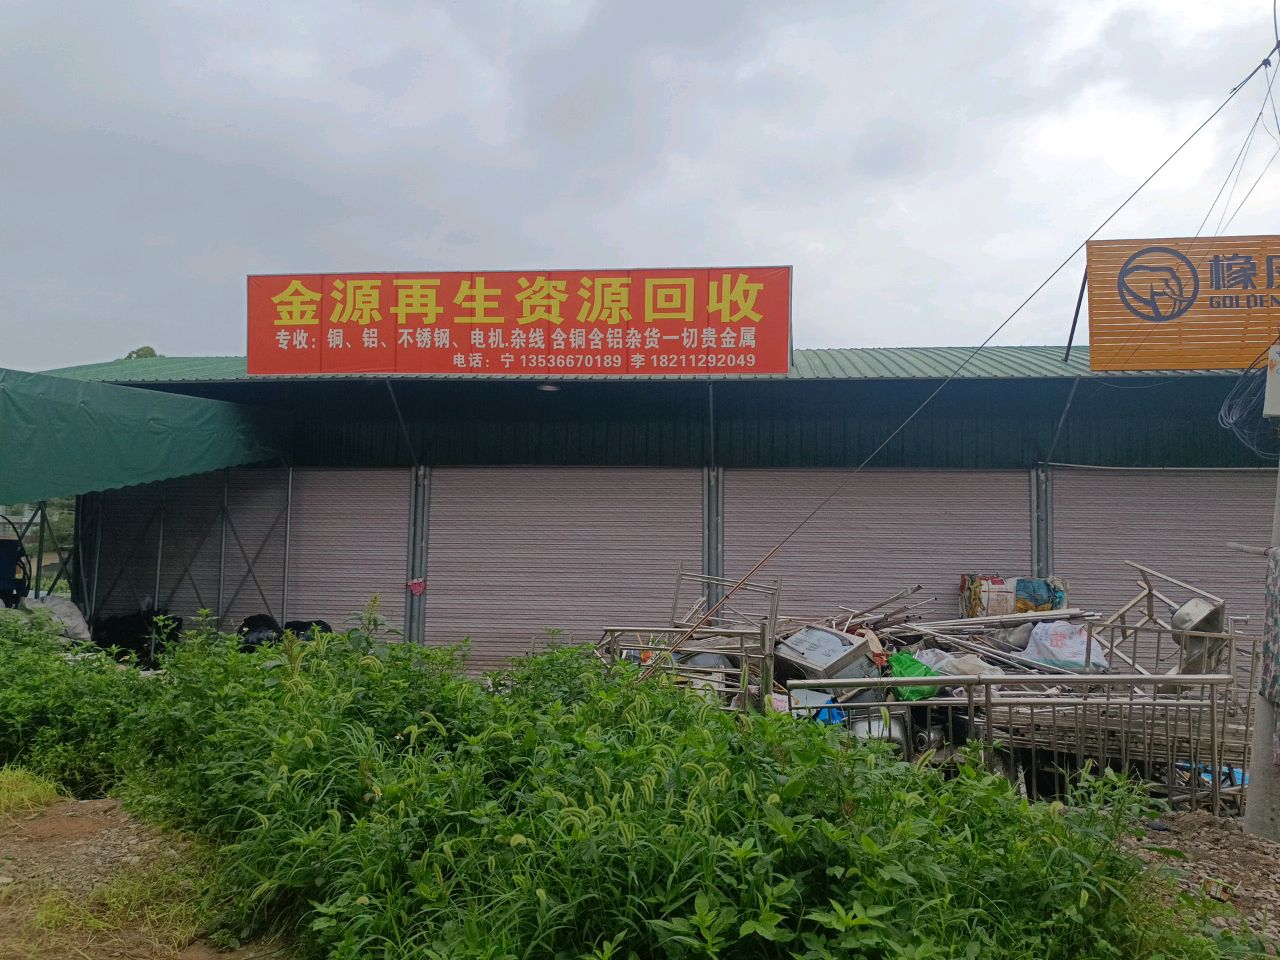 金源再生资源回收
专收：铜、铝、不锈钢、电机.杂线 含铜含铝杂货一切贵金属
电话：宁 13536670189 李 18211292049
橡
GOLDEN